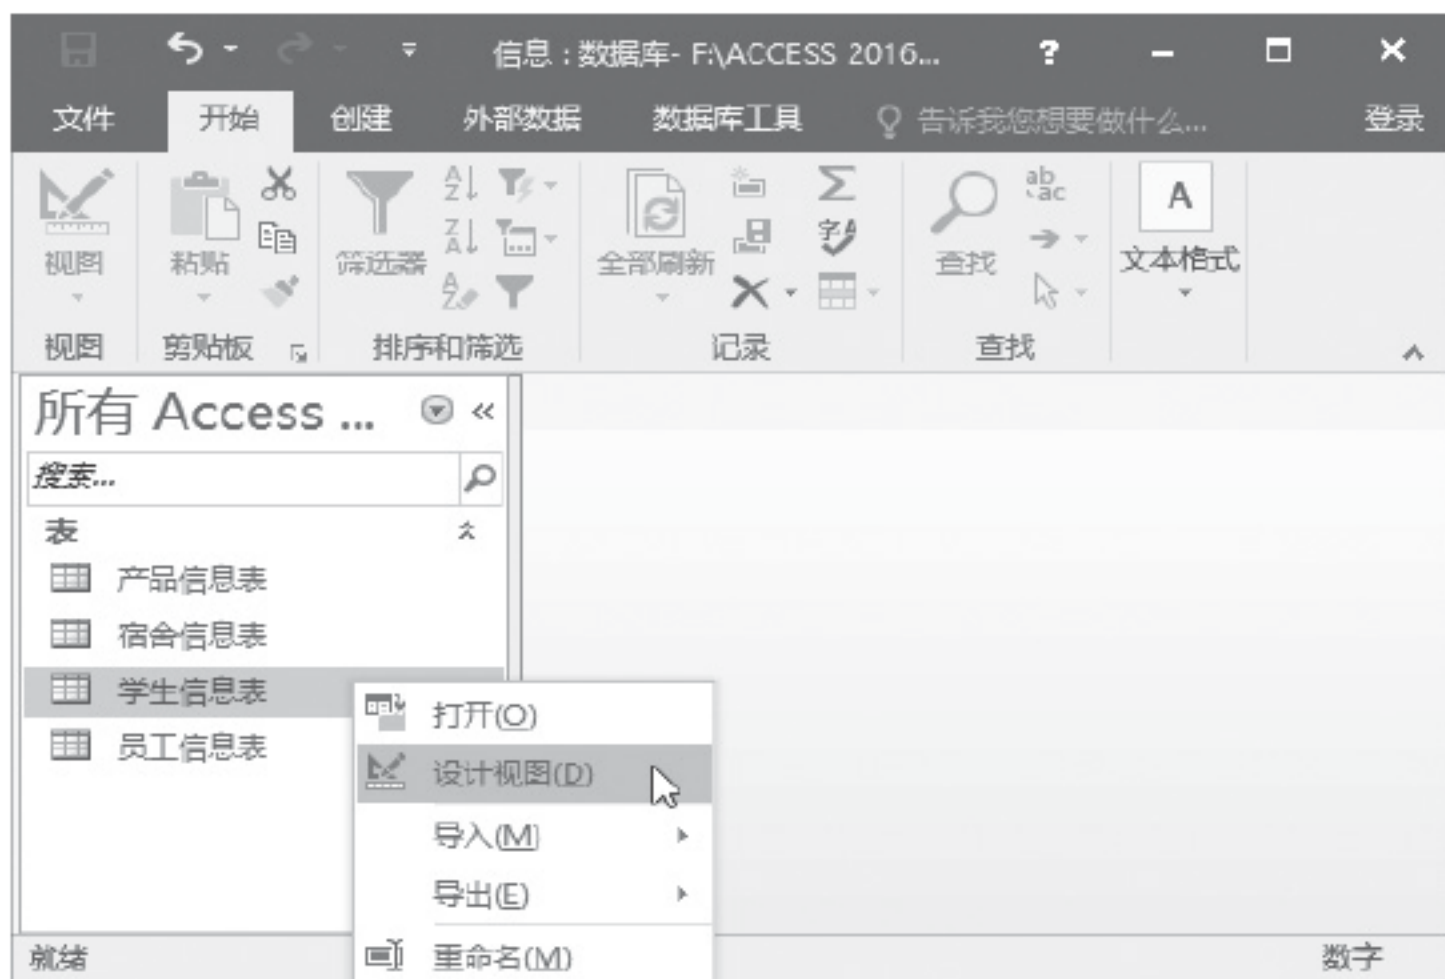 信息 : 数据库- F:\ACCESS 2016... ?
文件 开始 创建 外部数据 数据库工具 告诉我您想要做什么... 登录
视图 粘贴 筛选器 全部刷新 查找 文本格式
视图 剪贴板 排序和筛选 记录 查找
所有 Access ...
搜索...
表
产品信息表
宿舍信息表
学生信息表
员工信息表
打开(O)
设计视图(D)
导入(M)
导出(E)
重命名(M)
就绪 数字